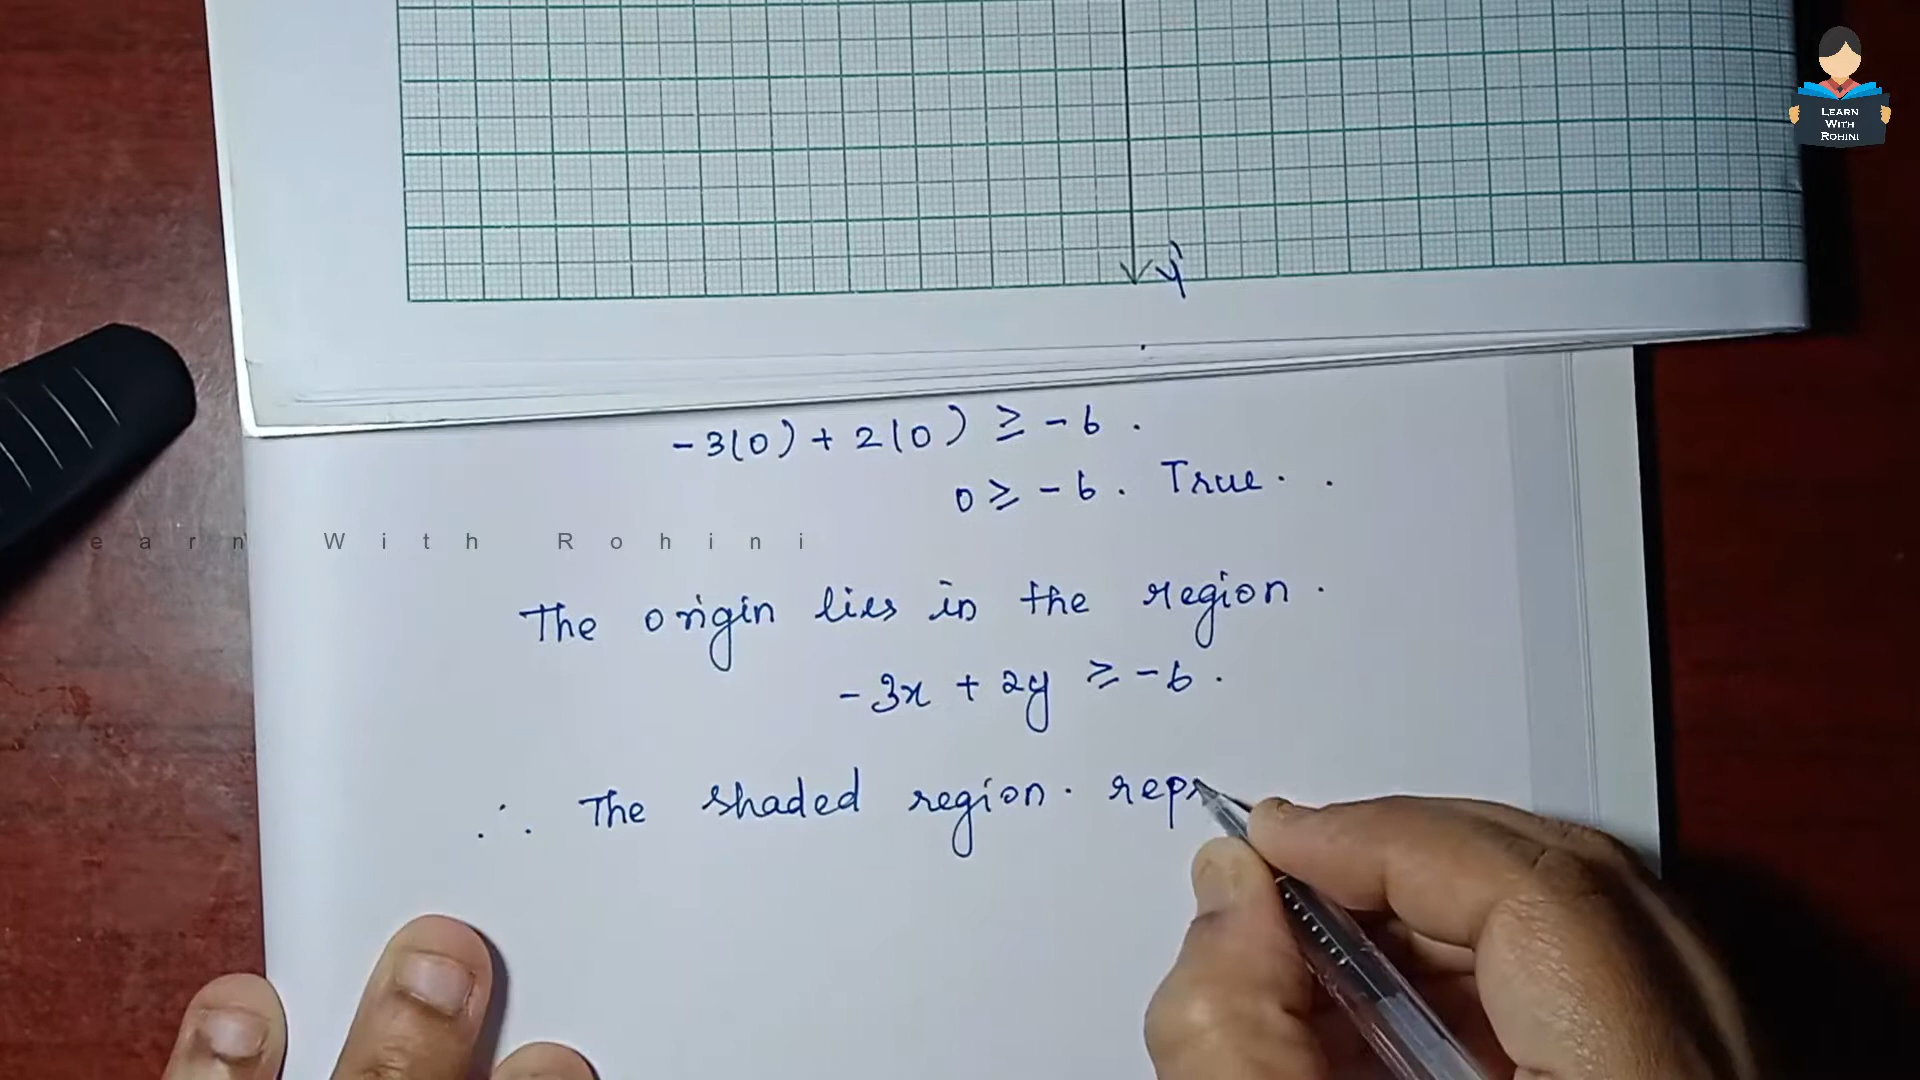 LEARN
WITH
ROHINI
y'
-3(0) + 2(0) ≥ -6.
0 ≥ -6. True..
earn With Rohini
The origin lies in the region.
-3x + 2y ≥ -6.
∴ The shaded region. repr